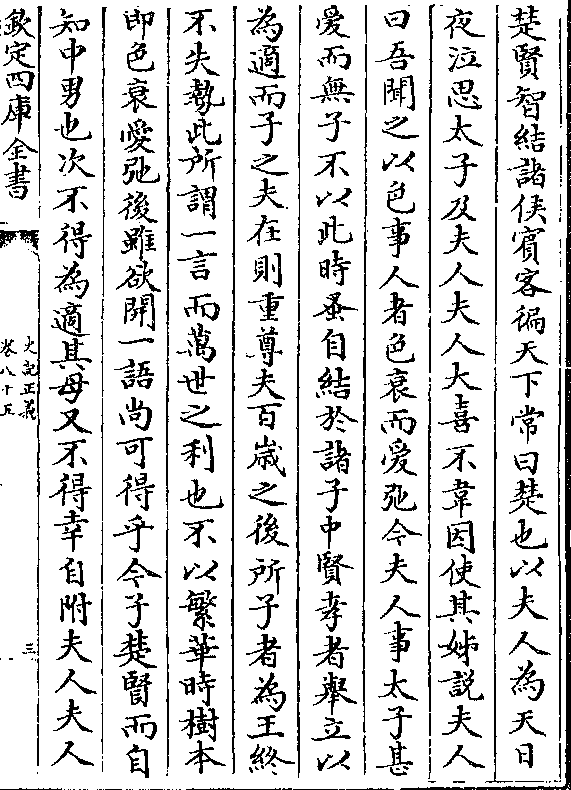 楚賢智結諸侯賓客徧天下常曰楚也以夫人為天日
夜泣思太子及夫人夫人大喜不韋因使其姊説夫人
曰吾聞之以色事人者色衰而愛弛今夫人事太子甚
愛而無子不以此時蚤自結於諸子中賢孝者舉立以
為適而子之夫在則重尊夫百歳之後所子者為王終
不失勢此所謂一言而萬世之利也不以繁華時樹本
即色衰愛弛後雖欲開一語尚可得乎今子楚賢而自
知中男也次不得為適其母又不得幸自附夫人夫人
欽定四庫全書
史記正義
卷八十五
三